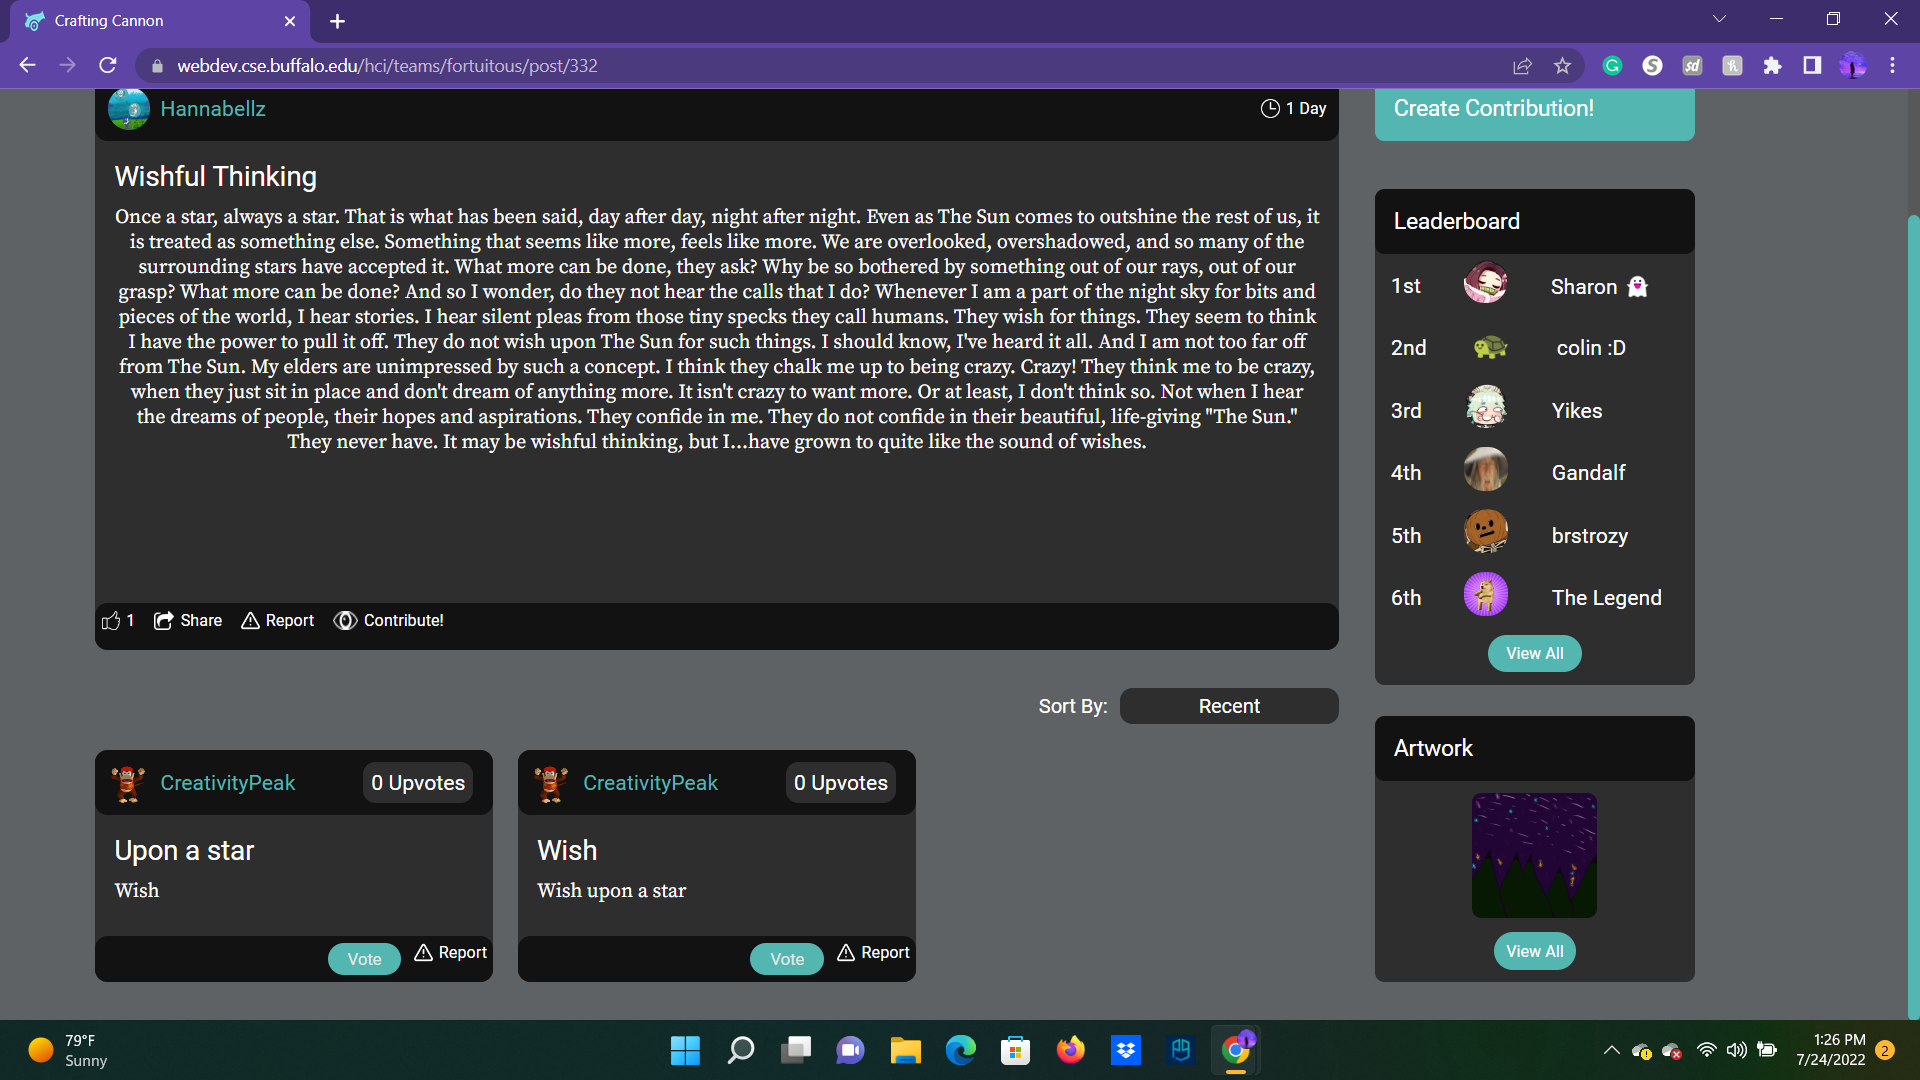 Crafting Cannon
webdev.cse.buffalo.edu/hci/teams/fortuitous/post/332
Hannabellz
1 Day
Wishful Thinking
Once a star, always a star. That is what has been said, day after day, night after night. Even as The Sun comes to outshine the rest of us, it
is treated as something else. Something that seems like more, feels like more. We are overlooked, overshadowed, and so many of the
surrounding stars have accepted it. What more can be done, they ask? Why be so bothered by something out of our rays, out of our
grasp? What more can be done? And so I wonder, do they not hear the calls that I do? Whenever I am a part of the night sky for bits and
pieces of the world, I hear stories. I hear silent pleas from those tiny specks they call humans. They wish for things. They seem to think
I have the power to pull it off. They do not wish upon The Sun for such things. I should know, I've heard it all. And I am not too far off
from The Sun. My elders are unimpressed by such a concept. I think they chalk me up to being crazy. Crazy! They think me to be crazy,
when they just sit in place and don't dream of anything more. It isn't crazy to want more. Or at least, I don't think so. Not when I hear
the dreams of people, their hopes and aspirations. They confide in me. They do not confide in their beautiful, life-giving "The Sun."
They never have. It may be wishful thinking, but I...have grown to quite like the sound of wishes.
1 Share Report Contribute!
Sort By: Recent
CreativityPeak 0 Upvotes
Upon a star
Wish
Vote Report
CreativityPeak 0 Upvotes
Wish
Wish upon a star
Vote Report
Create Contribution!
Leaderboard
1st Sharon 👻
2nd colin :D
3rd Yikes
4th Gandalf
5th brstrozy
6th The Legend
View All
Artwork
View All
79°F
Sunny
1:26 PM
7/24/2022
2